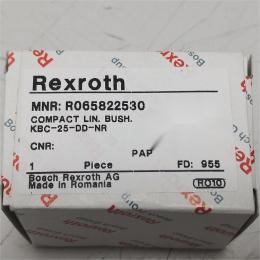 Rexroth
MNR: R065822530
COMPACT LIN. BUSH.
KBC-25-DD-NR
CNR:
PAP
1 Piece FD: 955
Bosch Rexroth AG
Made in Romania
RO10